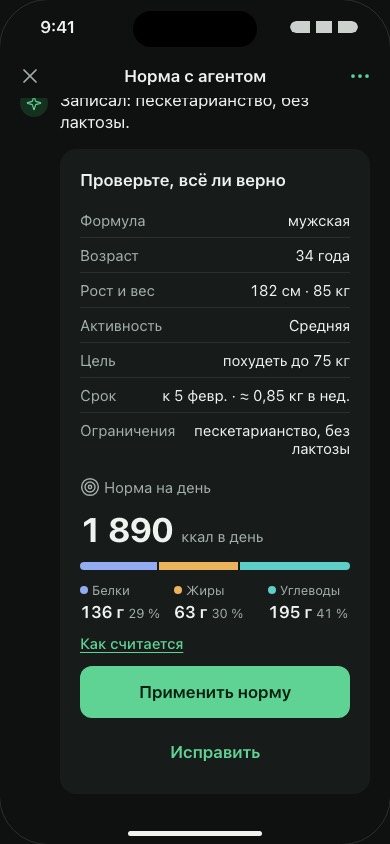 9:41
Норма с агентом
Записал: пескетарианство, без
лактозы.
Проверьте, всё ли верно
Формула мужская
Возраст 34 года
Рост и вес 182 см · 85 кг
Активность Средняя
Цель похудеть до 75 кг
Срок к 5 февр. · ≈ 0,85 кг в нед.
Ограничения пескетарианство, без
лактозы
Норма на день
1 890 ккал в день
Белки Жиры Углеводы
136 г 29 % 63 г 30 % 195 г 41 %
Как считается
Применить норму
Исправить